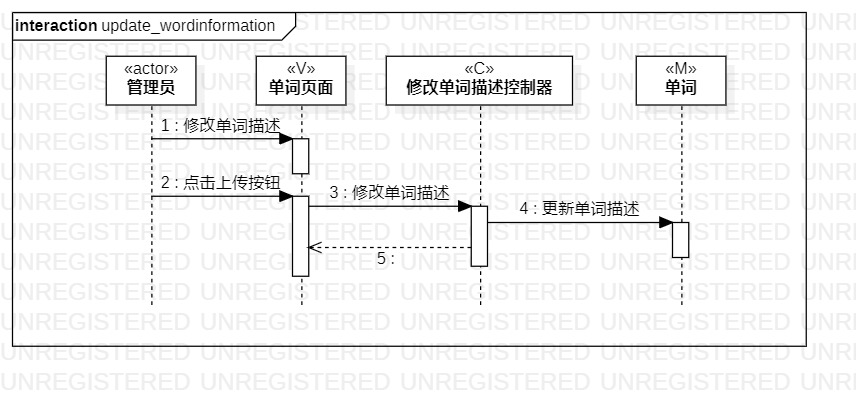 interaction update_wordinformation
«actor»
管理员
«V»
单词页面
«C»
修改单词描述控制器
«M»
单词
1 : 修改单词描述
2 : 点击上传按钮
3 : 修改单词描述
4 : 更新单词描述
5 :
UNREGISTERED UNREGISTERED UNREGISTERED UNREGISTERED